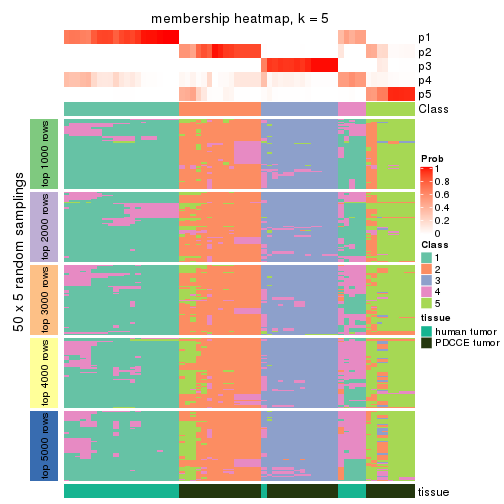 membership heatmap, k = 5
p1
p2
p3
p4
p5
Class
50 x 5 random samplings
top 1000 rows
top 2000 rows
top 3000 rows
top 4000 rows
top 5000 rows
tissue
Prob
1
0.8
0.6
0.4
0.2
0
Class
1
2
3
4
5
tissue
human tumor
PDCCE tumor